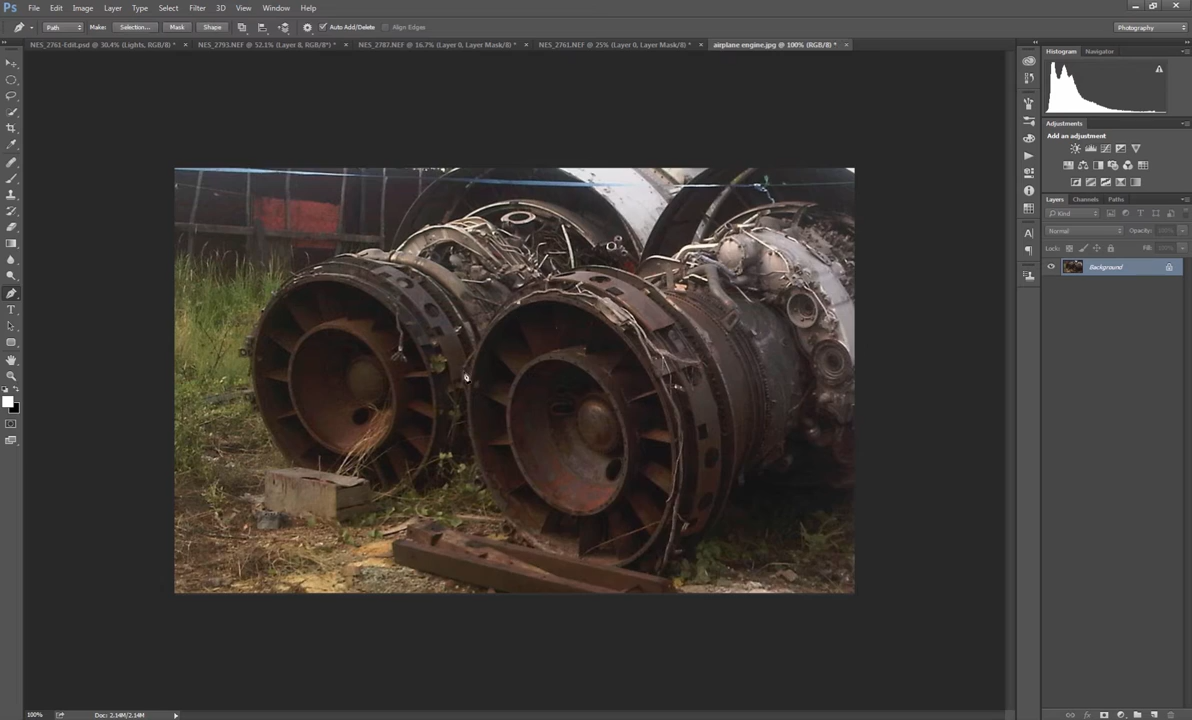 Ps File Edit Image Layer Type Select Filter 3D View Window Help
Path Make: Selection... Mask Shape Auto Add/Delete Align Edges Photography
NES_2761-Edit.psd @ 30.4% (Lights, RGB/8) * × NES_2793.NEF @ 52.1% (Layer 8, RGB/8*) * × NES_2787.NEF @ 16.7% (Layer 0, Layer Mask/8) * × NES_2761.NEF @ 25% (Layer 0, Layer Mask/8) * × airplane engine.jpg @ 100% (RGB/8) * ×
Histogram Navigator
Adjustments
Add an adjustment
Layers Channels Paths
Kind
Normal Opacity:
Lock: Fill:
Background
100% Doc: 2.14M/2.14M